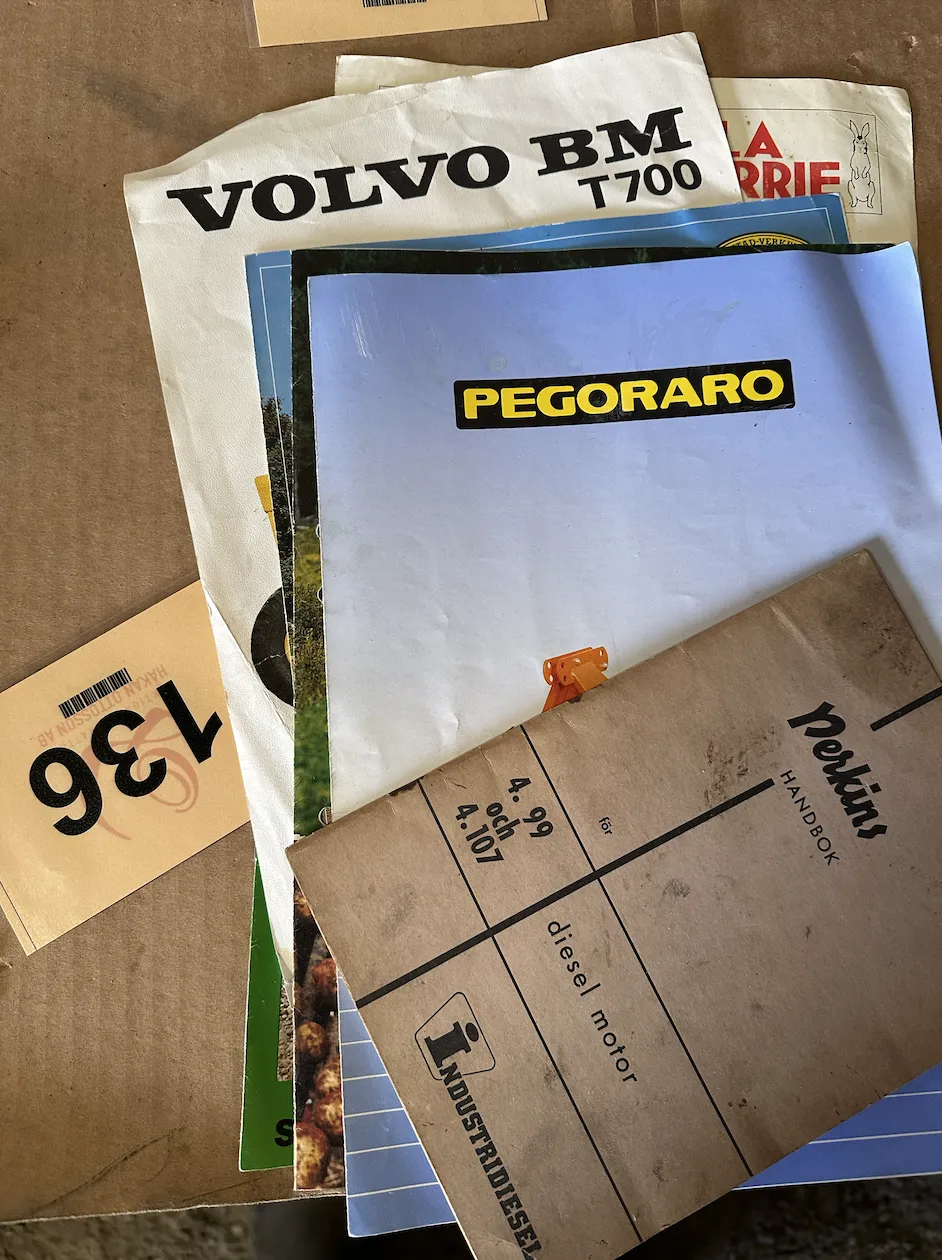 VOLVO BM
T700
LA
RRIE
PEGORARO
Perkins
HANDBOK
för
4. 99
och
4.107
diesel motor
INDUSTRIDIESEL
136
HÅKAN OTTOSSON AB
S